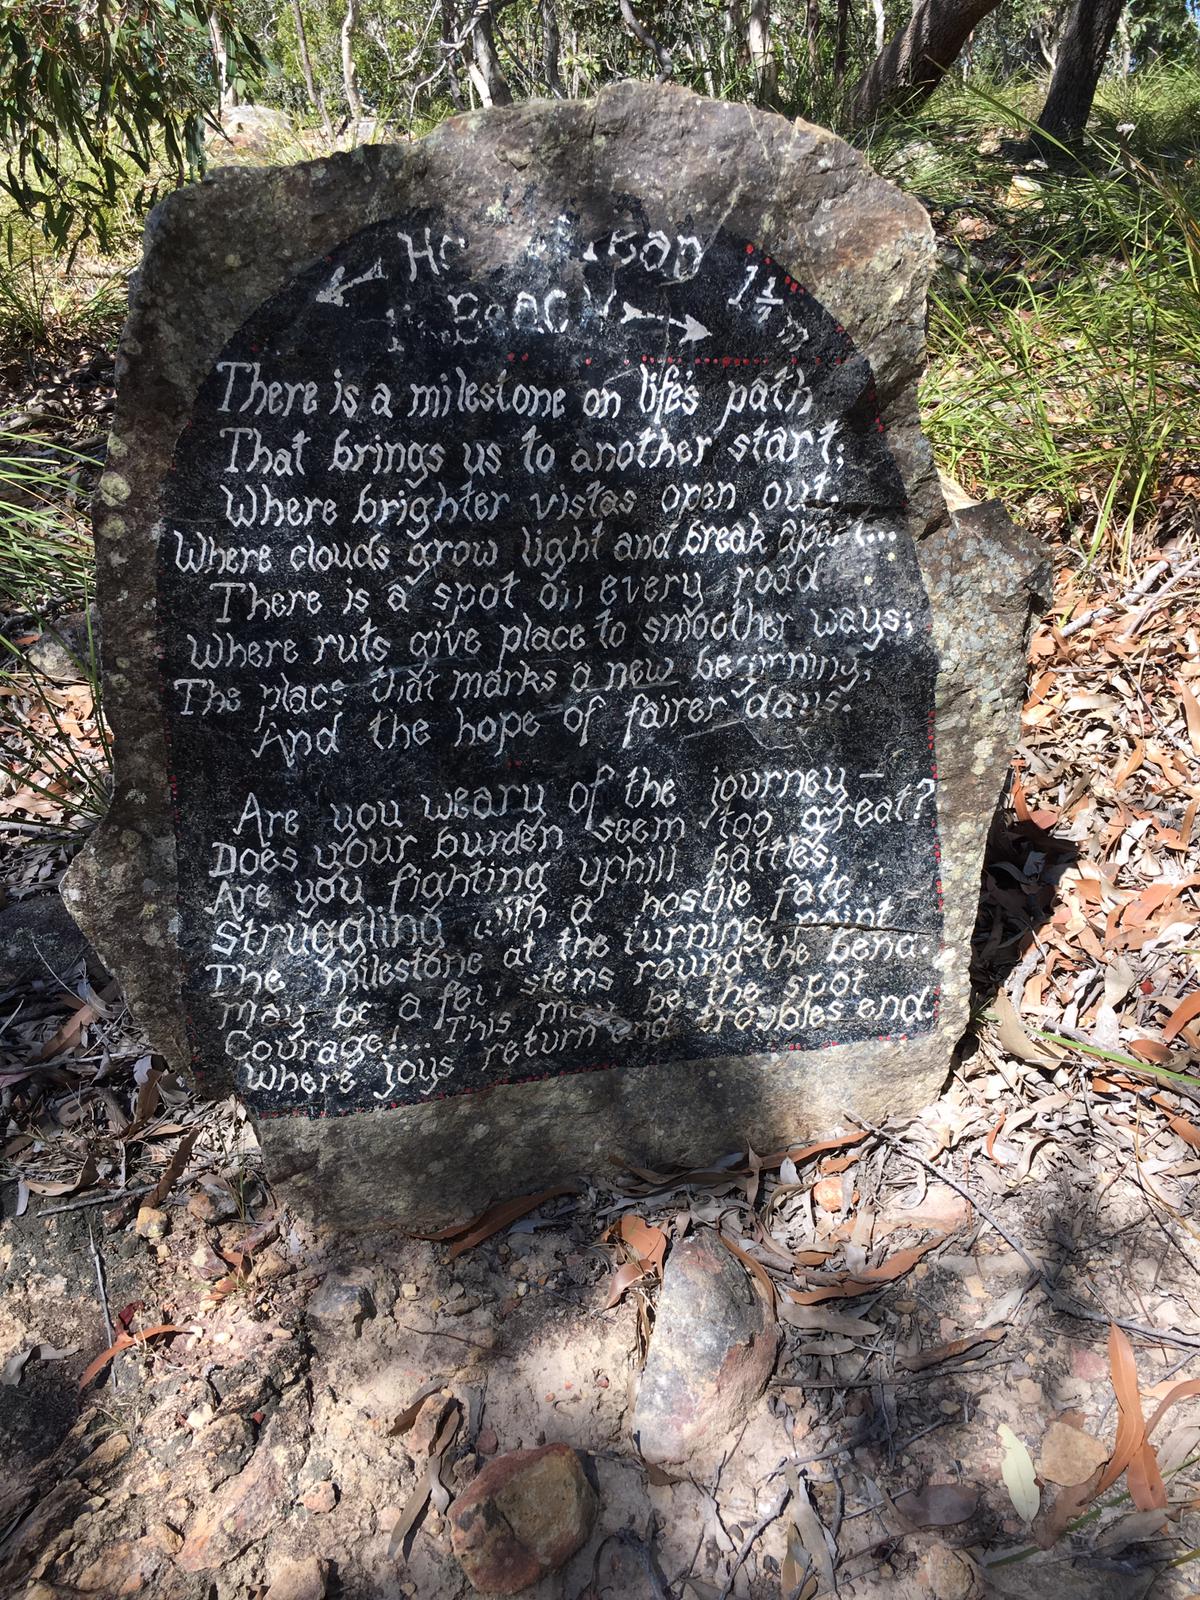 BEACH
1¼ m
There is a milestone on life's path
That brings us to another start;
Where brighter vistas open out.
Where clouds grow light and break apart...
There is a spot on every road
Where ruts give place to smoother ways;
The place that marks a new beginning,
And the hope of fairer days.
Are you weary of the journey —
Does your burden seem too great?
Are you fighting uphill battles,
Struggling with a hostile fate
The milestone at the turning point —
May be a few steps round the bend.
Courage!... This may be the spot
Where joys return and troubles end.